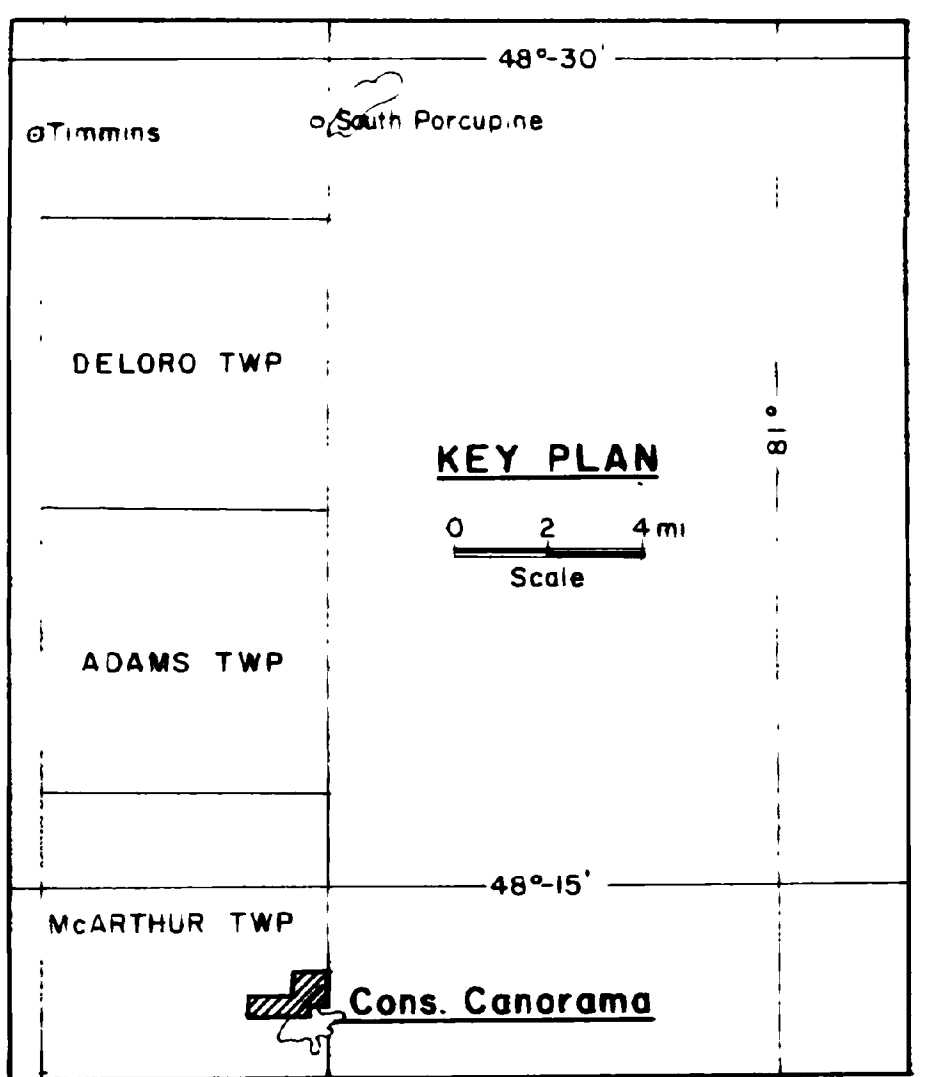 48°-30'
Timmins
South Porcupine
DELORO TWP
81°
KEY PLAN
0 2 4 mi
Scale
ADAMS TWP
48°-15'
McARTHUR TWP
Cons. Canorama